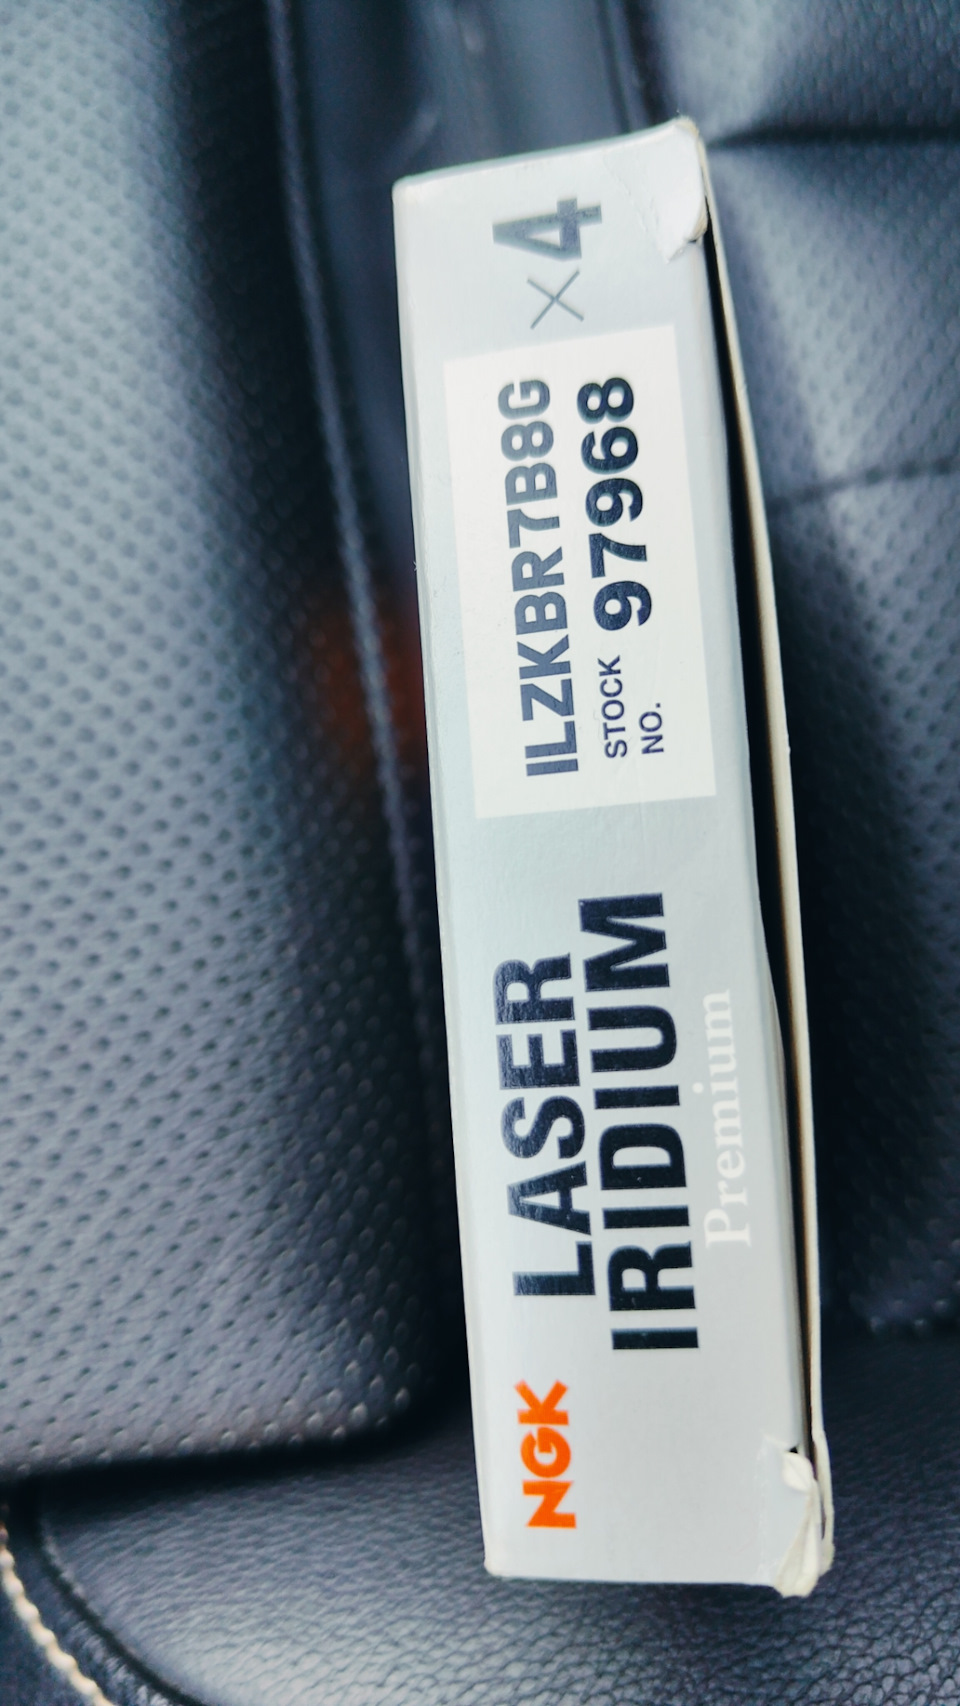 NGK
LASER
IRIDIUM
Premium
ILZKBR7B8G
STOCK
NO.
97968
×4